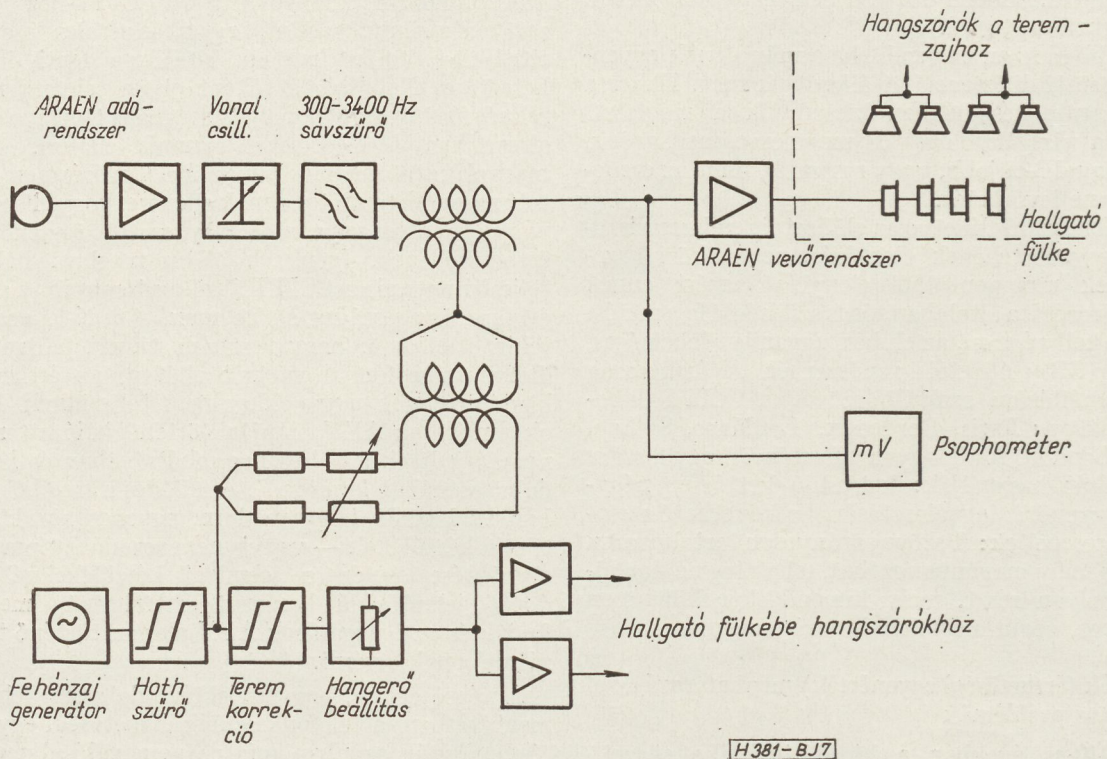 Hangszórók a terem-
zajhoz
ARAEN adó-
rendszer
Vonal
csill.
300-3400 Hz
sávszűrő
ARAEN vevőrendszer
Hallgató
fülke
mV
Psophométer
Hallgató fülkébe hangszórókhoz
Fehérzaj
generátor
Hoth
szűrő
Terem
korrek-
ció
Hangerő
beállítás
H381-BJ7